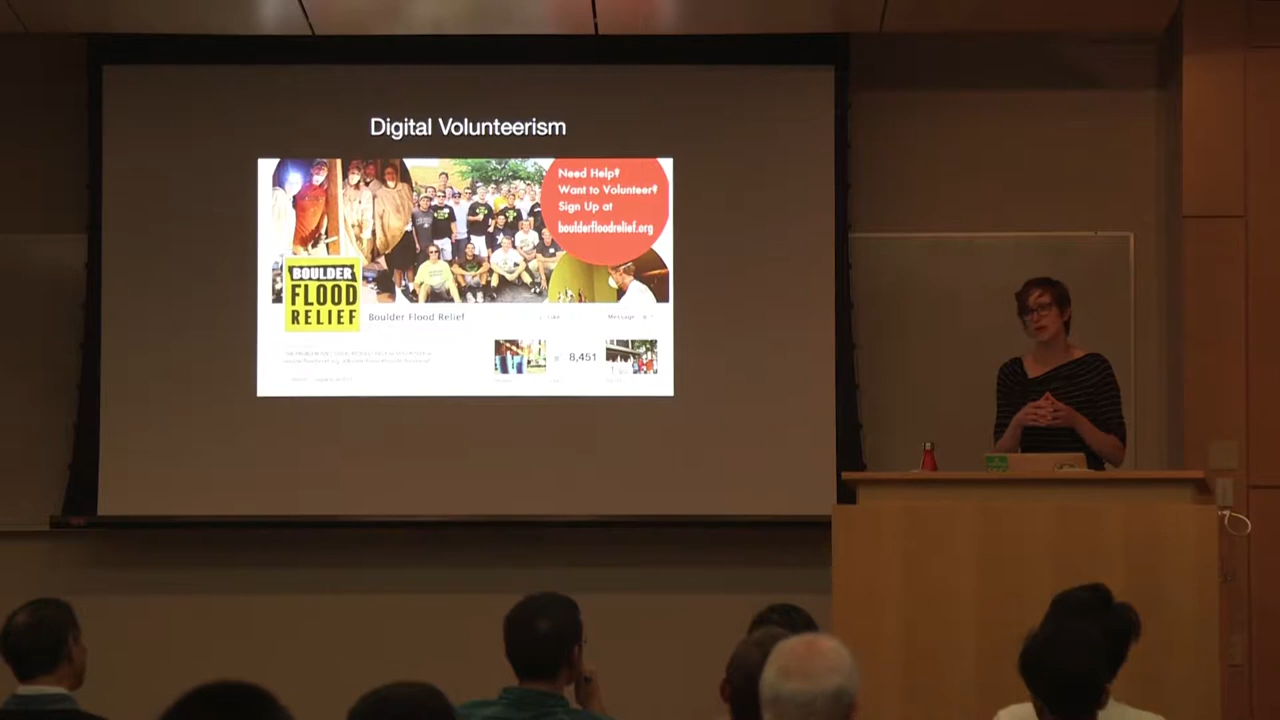 Digital Volunteerism
Need Help?
Want to Volunteer?
Sign Up at
boulderfloodrelief.org
BOULDER
FLOOD
RELIEF
Boulder Flood Relief
Like
Message
8,451